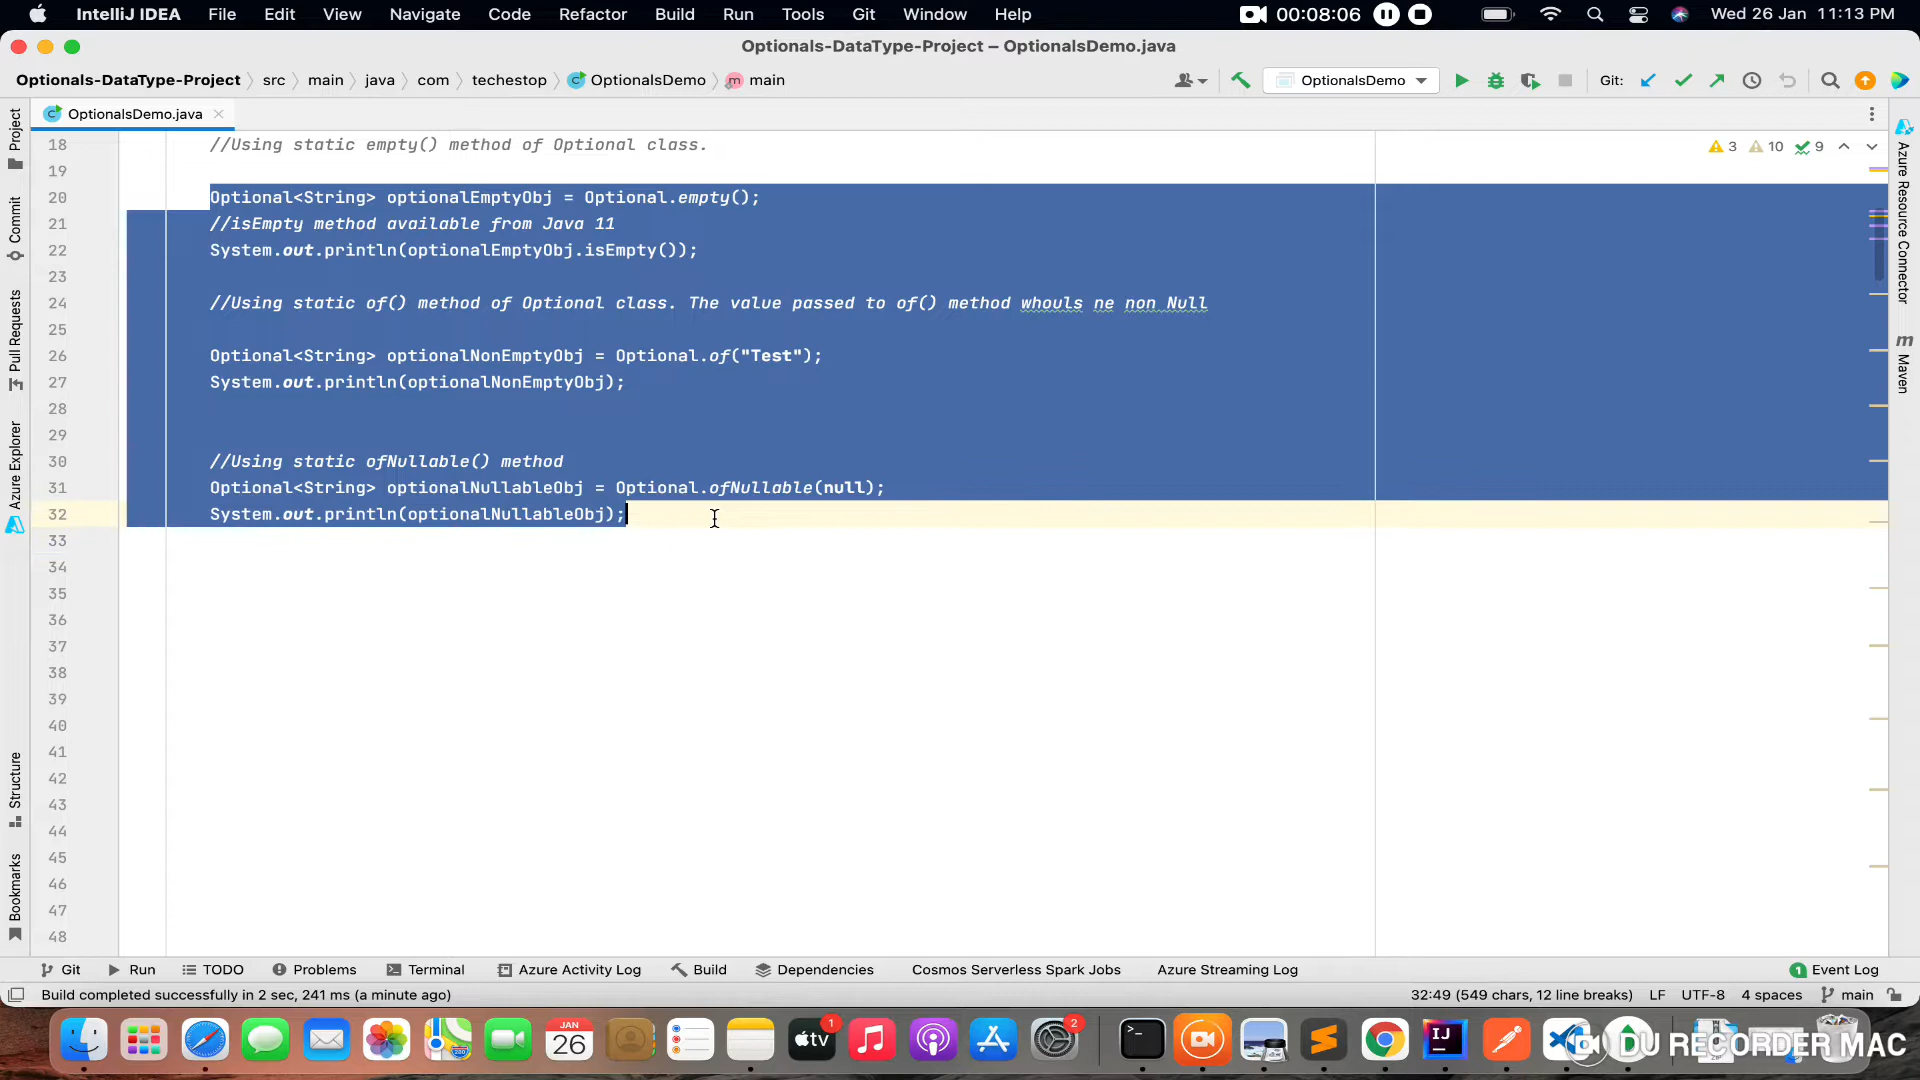 IntelliJ IDEA File Edit View Navigate Code Refactor Build Run Tools Git Window Help 00:08:06 Wed 26 Jan 11:13 PM
Optionals-DataType-Project – OptionalsDemo.java
Optionals-DataType-Project src main java com techestop OptionalsDemo main OptionalsDemo Git:
OptionalsDemo.java
Project
Commit
Pull Requests
Azure Explorer
Structure
Bookmarks
3 10 9
18 //Using static empty() method of Optional class.
19
20 Optional<String> optionalEmptyObj = Optional.empty();
21 //isEmpty method available from Java 11
22 System.out.println(optionalEmptyObj.isEmpty());
23
24 //Using static of() method of Optional class. The value passed to of() method whouls ne non Null
25
26 Optional<String> optionalNonEmptyObj = Optional.of("Test");
27 System.out.println(optionalNonEmptyObj);
28
29
30 //Using static ofNullable() method
31 Optional<String> optionalNullableObj = Optional.ofNullable(null);
32 System.out.println(optionalNullableObj);
33
34
35
36
37
38
39
40
41
42
43
44
45
46
47
48
Azure Resource Connector
m Maven
Git Run TODO Problems Terminal Azure Activity Log Build Dependencies Cosmos Serverless Spark Jobs Azure Streaming Log 1 Event Log
Build completed successfully in 2 sec, 241 ms (a minute ago) 32:49 (549 chars, 12 line breaks) LF UTF-8 4 spaces main
JAN
26
tv
1
2
IJ
DU RECORDER MAC